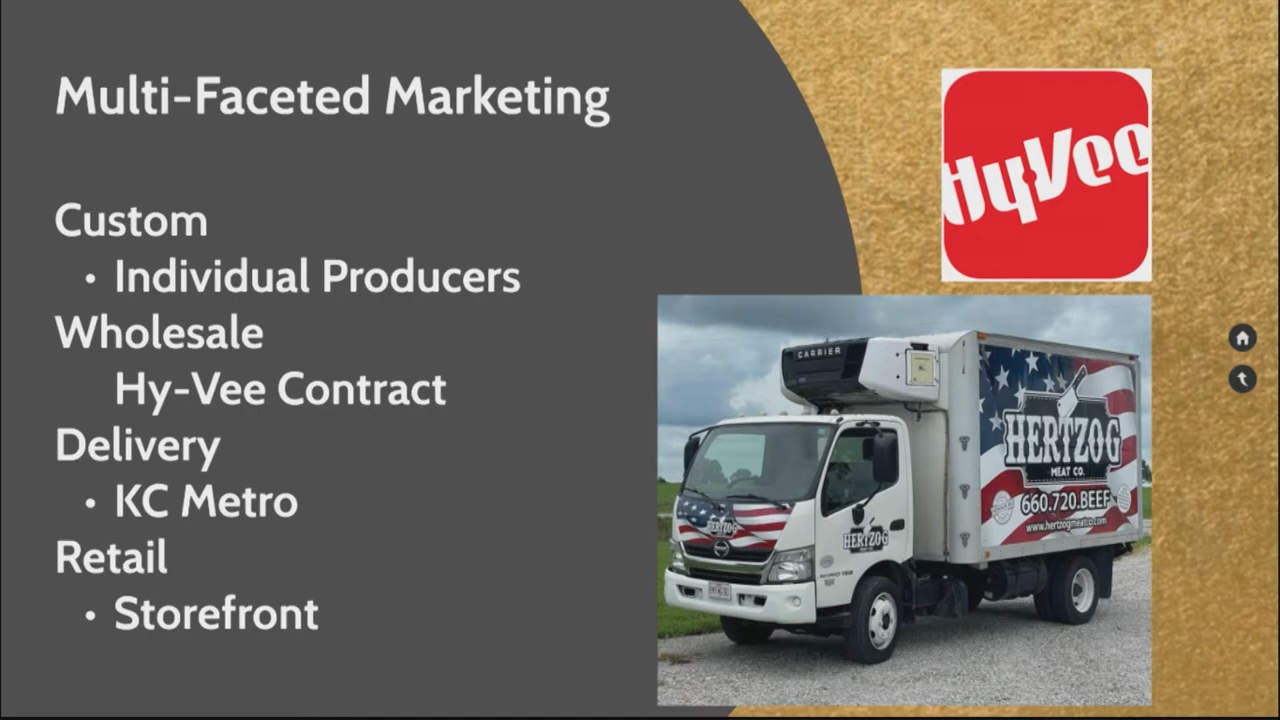 Multi-Faceted Marketing
Custom
• Individual Producers
Wholesale
Hy-Vee Contract
Delivery
• KC Metro
Retail
• Storefront
HyVee
CARRIER
HERTZOG
MEAT CO.
660.720.BEEF
www.hertzogmeatco.com
HERTZOG
HERTZOG